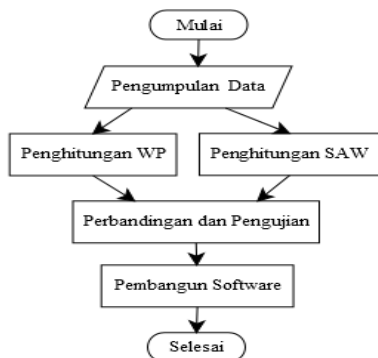 Mulai
Pengumpulan Data
Penghitungan WP
Penghitungan SAW
Perbandingan dan Pengujian
Pembangun Software
Selesai